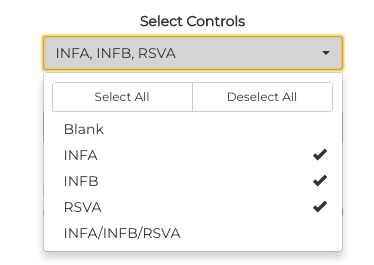 Select Controls
INFA, INFB, RSVA
Select All Deselect All
Blank
INFA
INFB
RSVA
INFA/INFB/RSVA